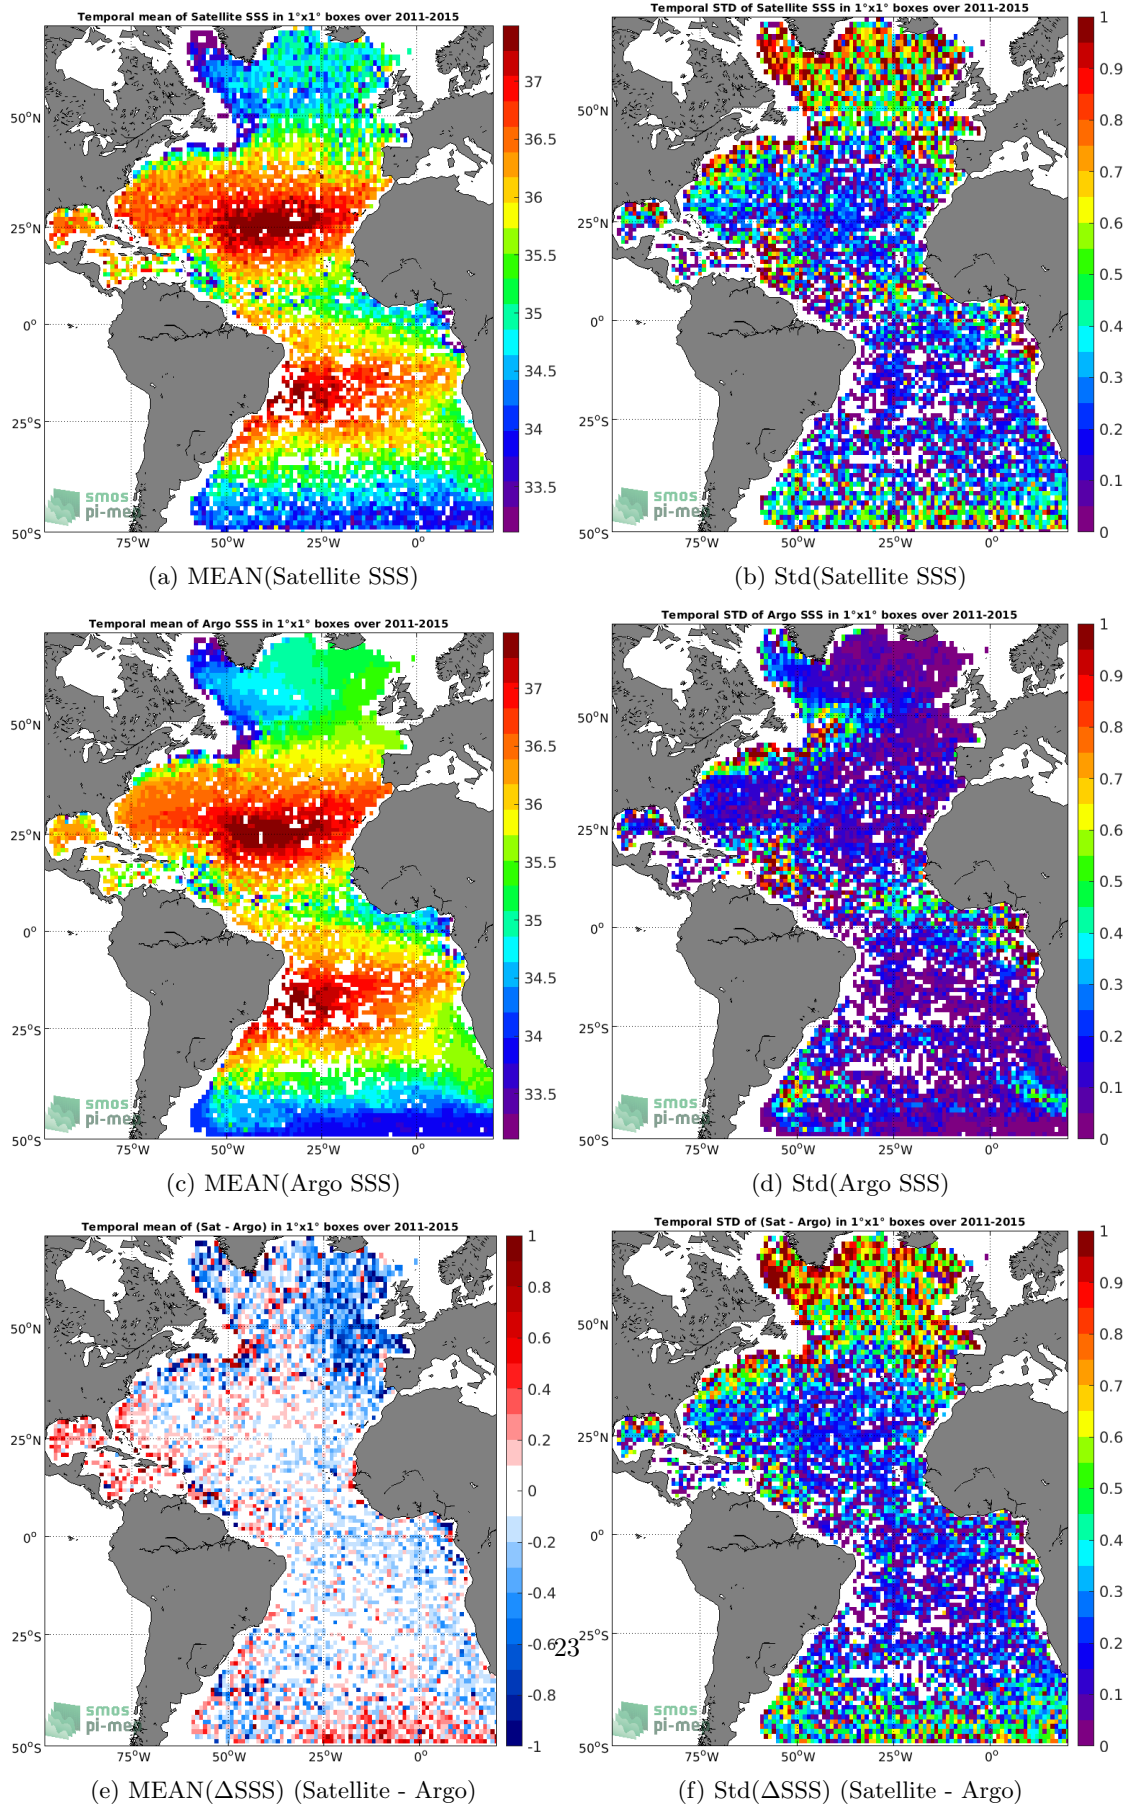 Temporal mean of Satellite SSS in 1°x1° boxes over 2011-2015
50°N
25°N
0°
25°S
50°S
75°W
50°W
25°W
0°
37
36.5
36
35.5
35
34.5
34
33.5
smos
pi-me
(a) MEAN(Satellite SSS)
Temporal STD of Satellite SSS in 1°x1° boxes over 2011-2015
50°N
25°N
0°
25°S
50°S
75°W
50°W
25°W
0°
1
0.9
0.8
0.7
0.6
0.5
0.4
0.3
0.2
0.1
0
smos
pi-me
(b) Std(Satellite SSS)
Temporal mean of Argo SSS in 1°x1° boxes over 2011-2015
50°N
25°N
0°
25°S
50°S
75°W
50°W
25°W
0°
37
36.5
36
35.5
35
34.5
34
33.5
smos
pi-me
(c) MEAN(Argo SSS)
Temporal STD of Argo SSS in 1°x1° boxes over 2011-2015
50°N
25°N
0°
25°S
50°S
75°W
50°W
25°W
0°
1
0.9
0.8
0.7
0.6
0.5
0.4
0.3
0.2
0.1
0
smos
pi-me
(d) Std(Argo SSS)
Temporal mean of (Sat - Argo) in 1°x1° boxes over 2011-2015
50°N
25°N
0°
25°S
50°S
75°W
50°W
25°W
0°
1
0.8
0.6
0.4
0.2
0
-0.2
-0.4
-0.6
-0.8
-1
smos
pi-me
(e) MEAN(ΔSSS) (Satellite - Argo)
Temporal STD of (Sat - Argo) in 1°x1° boxes over 2011-2015
50°N
25°N
0°
25°S
50°S
75°W
50°W
25°W
0°
1
0.9
0.8
0.7
0.6
0.5
0.4
0.3
0.2
0.1
0
smos
pi-me
(f) Std(ΔSSS) (Satellite - Argo)
23